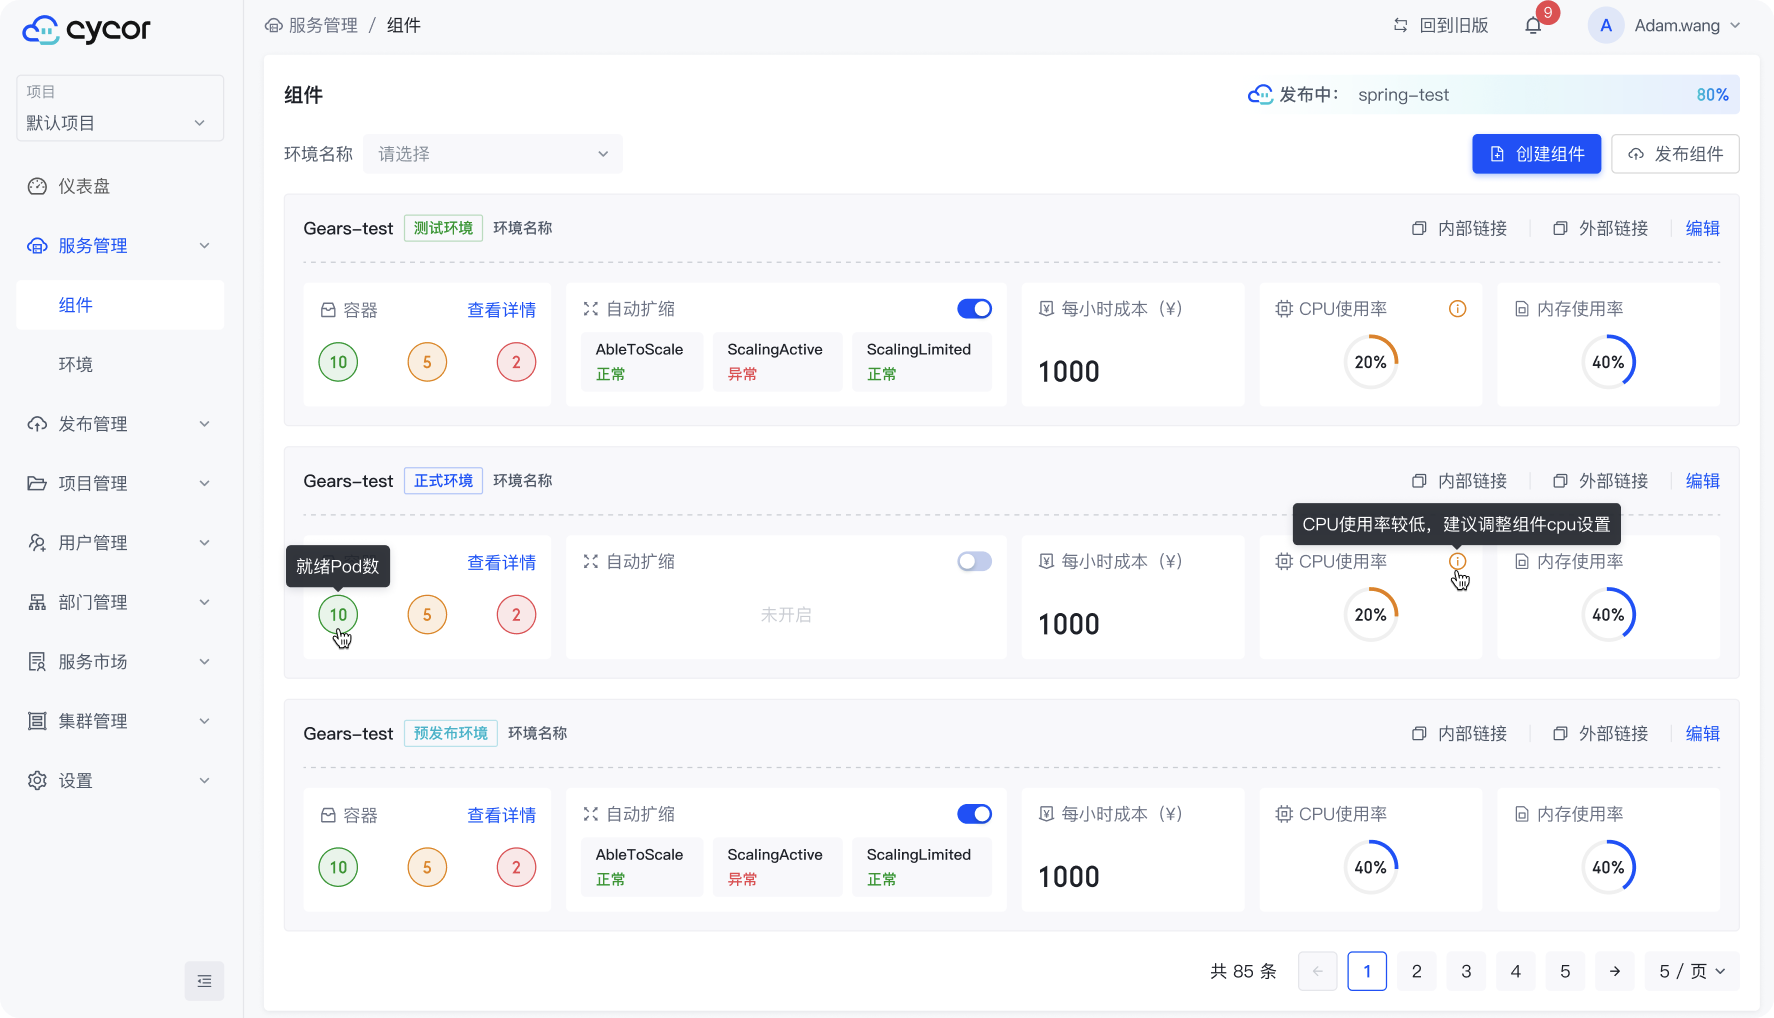 cycor
项目
默认项目
仪表盘
服务管理
组件
环境
发布管理
项目管理
用户管理
部门管理
服务市场
集群管理
设置
服务管理 / 组件
回到旧版
9
A
Adam.wang
组件
发布中： spring-test 80%
环境名称 请选择
创建组件
发布组件
Gears-test 测试环境 环境名称
内部链接 外部链接 编辑
容器 查看详情
10 5 2
自动扩缩
AbleToScale ScalingActive ScalingLimited
正常 异常 正常
每小时成本（¥）
1000
CPU使用率
20%
内存使用率
40%
Gears-test 正式环境 环境名称
内部链接 外部链接 编辑
CPU使用率较低，建议调整组件cpu设置
就绪Pod数
查看详情
10 5 2
自动扩缩
未开启
每小时成本（¥）
1000
CPU使用率
20%
内存使用率
40%
Gears-test 预发布环境 环境名称
内部链接 外部链接 编辑
容器 查看详情
10 5 2
自动扩缩
AbleToScale ScalingActive ScalingLimited
正常 异常 正常
每小时成本（¥）
1000
CPU使用率
40%
内存使用率
40%
共 85 条 ← 1 2 3 4 5 → 5 / 页